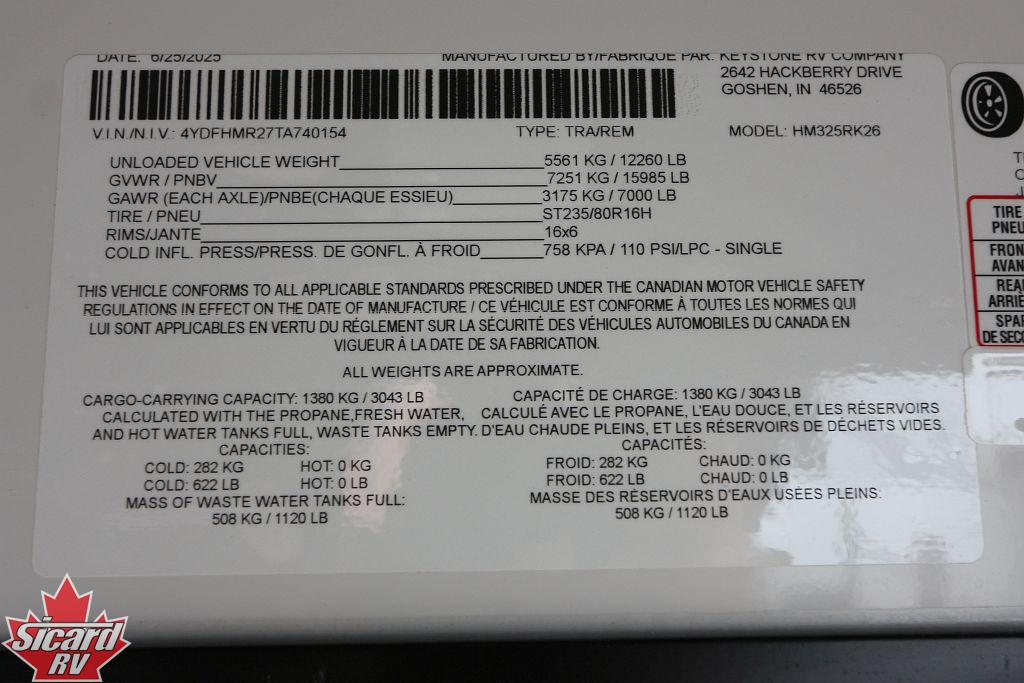 DATE: 6/25/2025 MANUFACTURED BY/FABRIQUÉ PAR: KEYSTONE RV COMPANY
2642 HACKBERRY DRIVE
GOSHEN, IN 46526
V.I.N./N.I.V.: 4YDFHMR27TA740154 TYPE: TRA/REM MODEL: HM325RK26
UNLOADED VEHICLE WEIGHT 5561 KG / 12260 LB
GVWR / PNBV 7251 KG / 15985 LB
GAWR (EACH AXLE)/PNBE(CHAQUE ESSIEU) 3175 KG / 7000 LB
TIRE / PNEU ST235/80R16H
RIMS/JANTE 16x6
COLD INFL. PRESS/PRESS. DE GONFL. À FROID 758 KPA / 110 PSI/LPC - SINGLE
THIS VEHICLE CONFORMS TO ALL APPLICABLE STANDARDS PRESCRIBED UNDER THE CANADIAN MOTOR VEHICLE SAFETY
REGULATIONS IN EFFECT ON THE DATE OF MANUFACTURE / CE VÉHICULE EST CONFORME À TOUTES LES NORMES QUI
LUI SONT APPLICABLES EN VERTU DU RÉGLEMENT SUR LA SÉCURITÉ DES VÉHICULES AUTOMOBILES DU CANADA EN
VIGUEUR À LA DATE DE SA FABRICATION.
ALL WEIGHTS ARE APPROXIMATE.
CARGO-CARRYING CAPACITY: 1380 KG / 3043 LB CAPACITÉ DE CHARGE: 1380 KG / 3043 LB
CALCULATED WITH THE PROPANE,FRESH WATER, CALCULÉ AVEC LE PROPANE, L'EAU DOUCE, ET LES RÉSERVOIRS
AND HOT WATER TANKS FULL, WASTE TANKS EMPTY. D'EAU CHAUDE PLEINS, ET LES RÉSERVOIRS DE DÉCHETS VIDES.
CAPACITIES: CAPACITÉS:
COLD: 282 KG HOT: 0 KG FROID: 282 KG CHAUD: 0 KG
COLD: 622 LB HOT: 0 LB FROID: 622 LB CHAUD: 0 LB
MASS OF WASTE WATER TANKS FULL: MASSE DES RÉSERVOIRS D'EAUX USÉES PLEINS:
508 KG / 1120 LB 508 KG / 1120 LB
TIRE
PNEU
FRON
AVAN
REA
ARRIÈ
SPAR
DE SECO
Sicard
RV